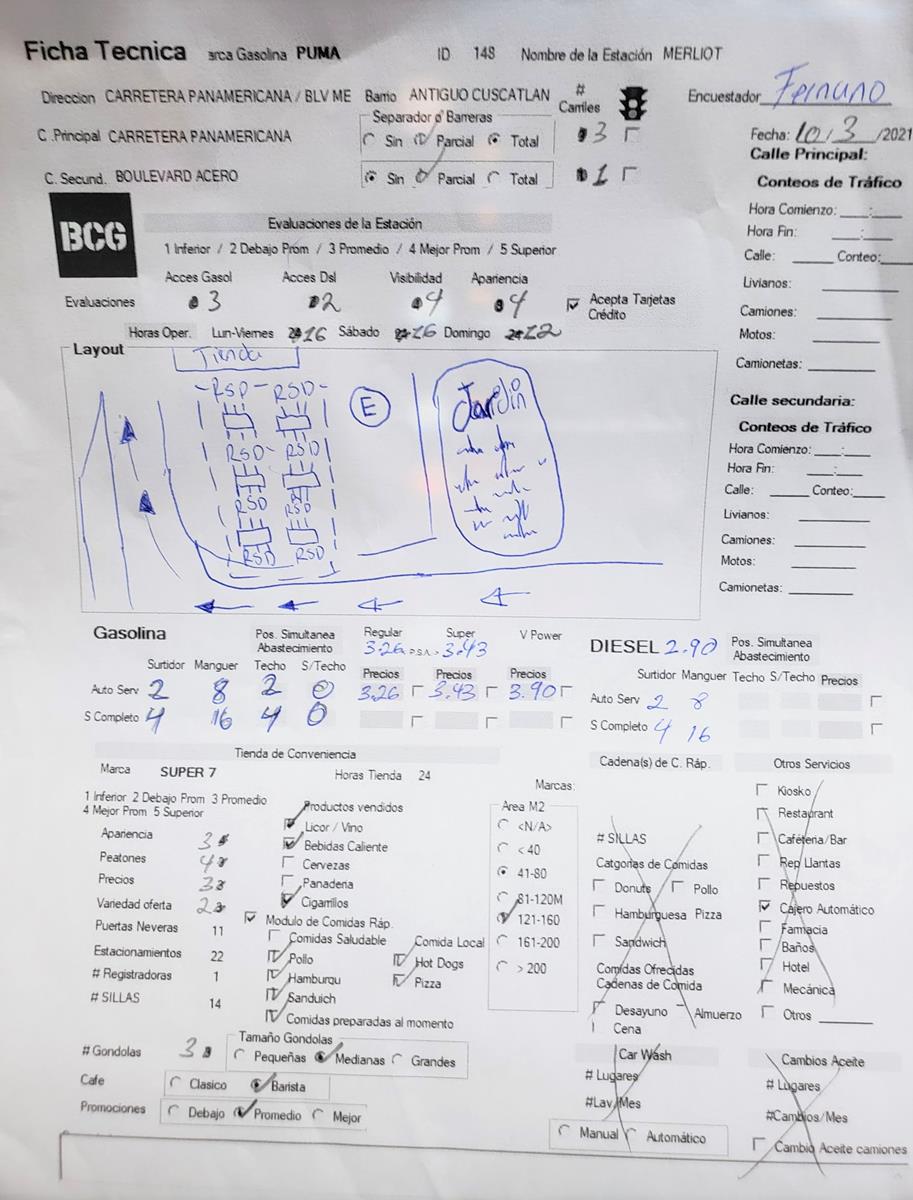 Ficha Tecnica arca Gasolina PUMA ID 148 Nombre de la Estación MERLIOT
Direccion CARRETERA PANAMERICANA / BLV ME Barrio ANTIGUO CUSCATLAN # Carriles Encuestador
Separador o Barreras
C .Principal CARRETERA PANAMERICANA Sin Parcial Total 3 Fecha: 10/3/2021
C. Secund. BOULEVARD ACERO Sin Parcial Total 1 Calle Principal:
Conteos de Tráfico
BCG
Evaluaciones de la Estación
Hora Comienzo: ___:___
1 Inferior / 2 Debajo Prom / 3 Promedio / 4 Mejor Prom / 5 Superior
Hora Fin: ___:___
Calle: Conteo:
Acces Gasol Acces Dsl Visibilidad Apariencia
Livianos:
Evaluaciones 3 2 4 4 Acepta Tarjetas Crédito
Camiones:
Horas Oper. Lun-Viernes 16 Sábado 16 Domingo 12
Motos:
Camionetas:
Layout
Tienda
RSD RSD
E
Jardin
RSD RSD
RSD RSD
RSD RSD
Calle secundaria:
Conteos de Tráfico
Hora Comienzo: ___:___
Hora Fin: ___:___
Calle: Conteo:
Livianos:
Camiones:
Motos:
Camionetas:
Gasolina Pos. Simultanea Abastecimiento Regular Super V Power
3.26 3.43
Surtidor Manguer Techo S/Techo Precios Precios Precios
Auto Serv 2 8 2 0 3.26 3.43 3.90
S Completo 4 16 4 0
DIESEL 2.90 Pos. Simultanea Abastecimiento
Surtidor Manguer Techo S/Techo Precios
Auto Serv 2 8
S Completo 4 16
Tienda de Conveniencia
Marca SUPER 7 Horas Tienda 24
Marcas:
1 Inferior 2 Debajo Prom 3 Promedio
4 Mejor Prom 5 Superior
Apariencia 3
Peatones 4
Precios 3
Variedad oferta 2
Puertas Neveras 11
Estacionamientos 22
# Registradoras 1
# SILLAS 14
Productos vendidos
Licor / Vino
Bebidas Caliente
Cervezas
Panaderia
Cigarrillos
Modulo de Comidas Ráp.
Comidas Saludable Comida Local
Pollo Hot Dogs
Hamburqu Pizza
Sanduich
Comidas preparadas al momento
Area M2
<N/A>
< 40
41-80
81-120M
121-160
161-200
> 200
# Gondolas 3
Tamaño Gondolas
Pequeñas Medianas Grandes
Cafe Clasico Barista
Promociones Debajo Promedio Mejor
Cadena(s) de C. Ráp.
# SILLAS
Catgorias de Comidas
Donuts Pollo
Hamburguesa Pizza
Sandwich
Comidas Ofrecidas
Cadenas de Comida
Desayuno Almuerzo
Cena
Otros Servicios
Kiosko
Restaurant
Caféteria/Bar
Rep Llantas
Repuestos
Cajero Automático
Farmacia
Baños
Hotel
Mecánica
Otros
Car Wash
# Lugares
#Lav/Mes
Manual Automático
Cambios Aceite
# Lugares
#Cambios/Mes
Cambio Aceite camiones